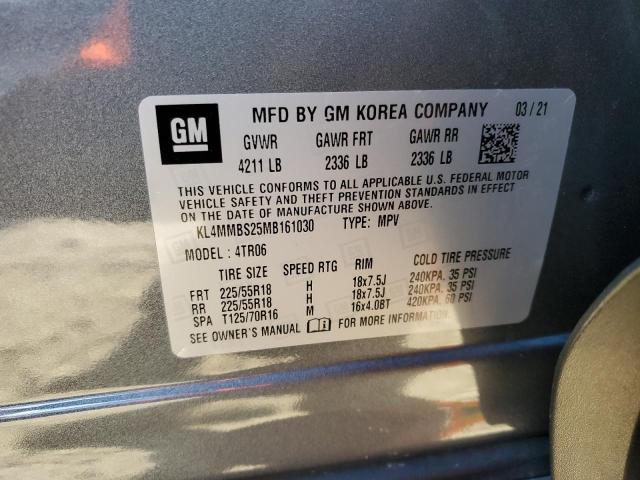 GM
MFD BY GM KOREA COMPANY 03 / 21
GVWR GAWR FRT GAWR RR
4211 LB 2336 LB 2336 LB
THIS VEHICLE CONFORMS TO ALL APPLICABLE U.S. FEDERAL MOTOR
VEHICLE SAFETY AND THEFT PREVENTION STANDARDS IN EFFECT
ON THE DATE OF MANUFACTURE SHOWN ABOVE.
KL4MMBS25MB161030 TYPE: MPV
MODEL: 4TR06
TIRE SIZE SPEED RTG RIM COLD TIRE PRESSURE
FRT 225/55R18 H 18x7.5J 240KPA. 35 PSI
RR 225/55R18 H 18x7.5J 240KPA. 35 PSI
SPA T125/70R16 M 16x4.0BT 420KPA. 60 PSI
SEE OWNER'S MANUAL FOR MORE INFORMATION